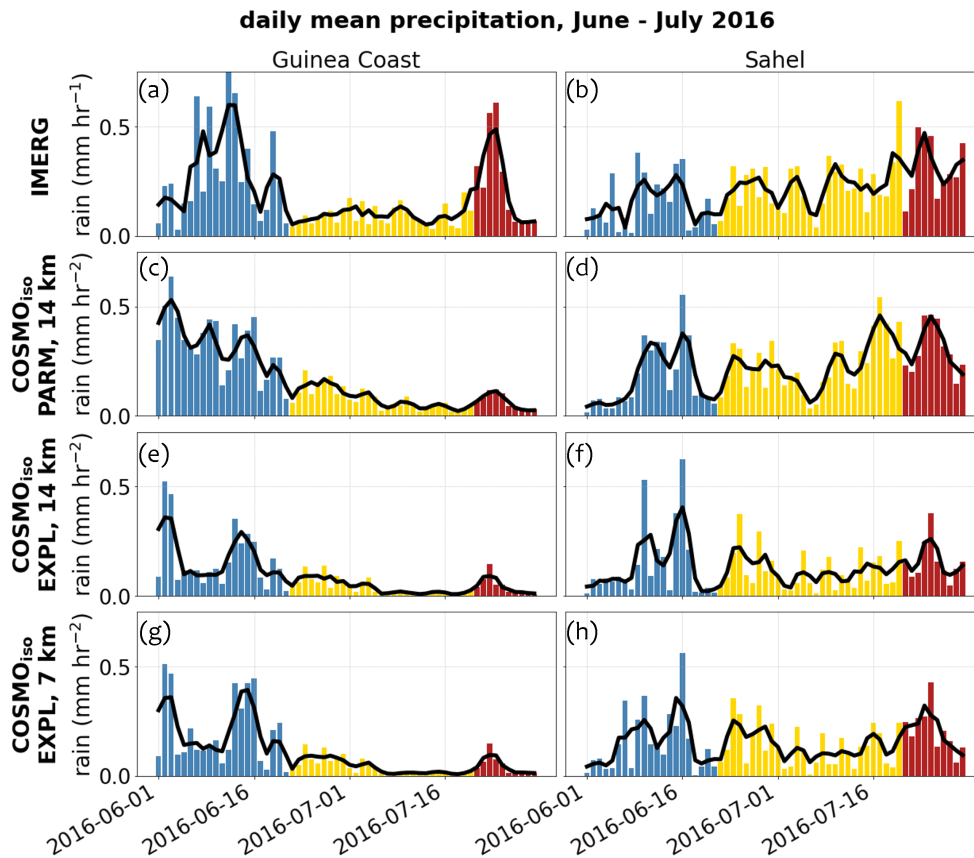 daily mean precipitation, June - July 2016
Guinea Coast
Sahel
IMERG
rain (mm hr⁻¹)
(a)
(b)
0.5
0.0
COSMOiso
PARM, 14 km
rain (mm hr⁻²)
(c)
(d)
0.5
0.0
COSMOiso
EXPL, 14 km
rain (mm hr⁻²)
(e)
(f)
0.5
0.0
COSMOiso
EXPL, 7 km
rain (mm hr⁻²)
(g)
(h)
0.5
0.0
2016-06-01
2016-06-16
2016-07-01
2016-07-16
2016-06-01
2016-06-16
2016-07-01
2016-07-16